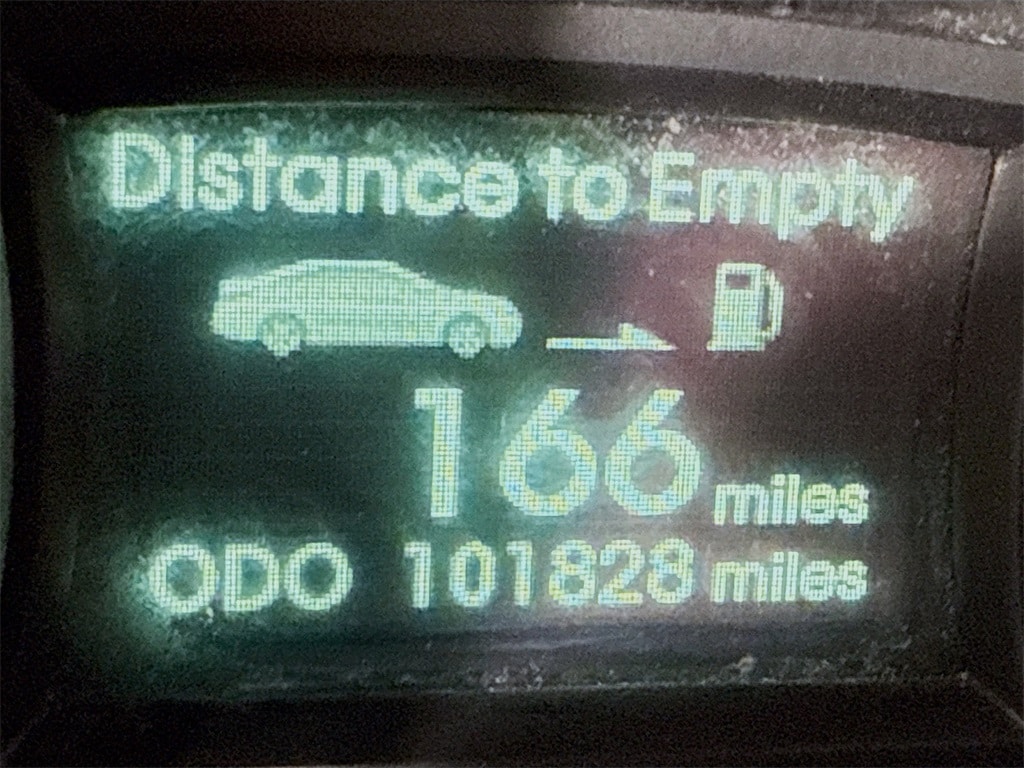 Distance to Empty
166 miles
ODO 101828 miles